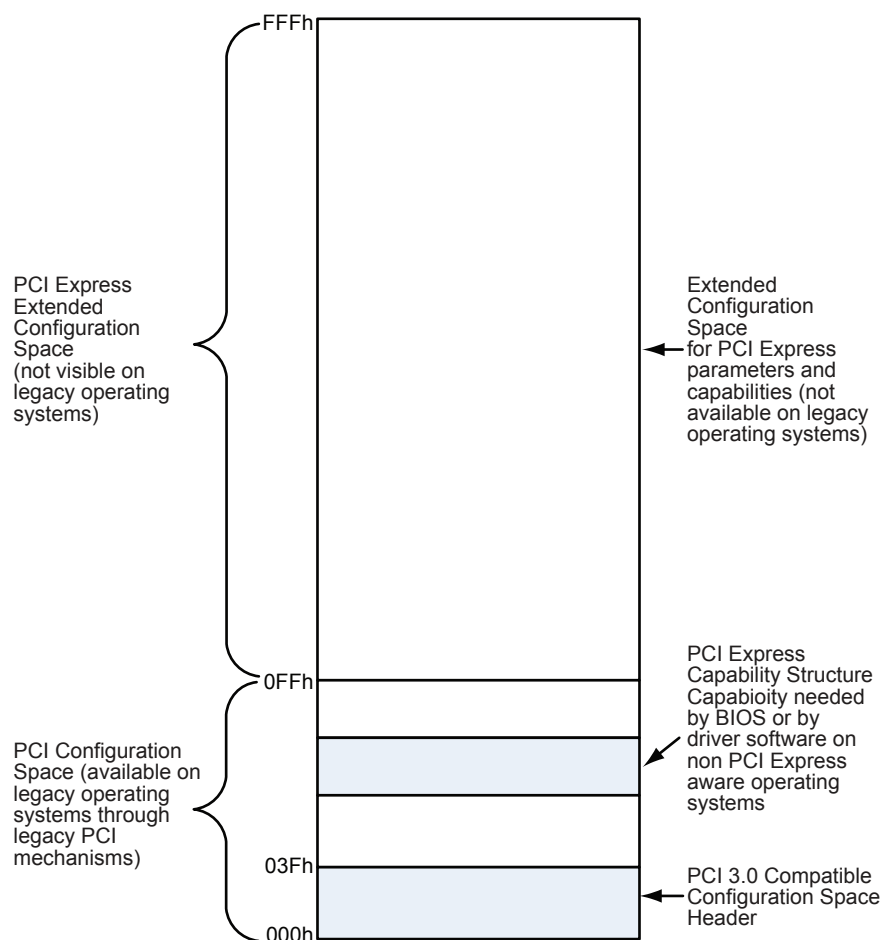 FFFh
PCI Express
Extended
Configuration
Space
(not visible on
legacy operating
systems)
Extended
Configuration
Space
for PCI Express
parameters and
capabilities (not
available on legacy
operating systems)
0FFh
PCI Express
Capability Structure
Capabioity needed
by BIOS or by
driver software on
non PCI Express
aware operating
systems
PCI Configuration
Space (available on
legacy operating
systems through
legacy PCI
mechanisms)
03Fh
PCI 3.0 Compatible
Configuration Space
Header
000h